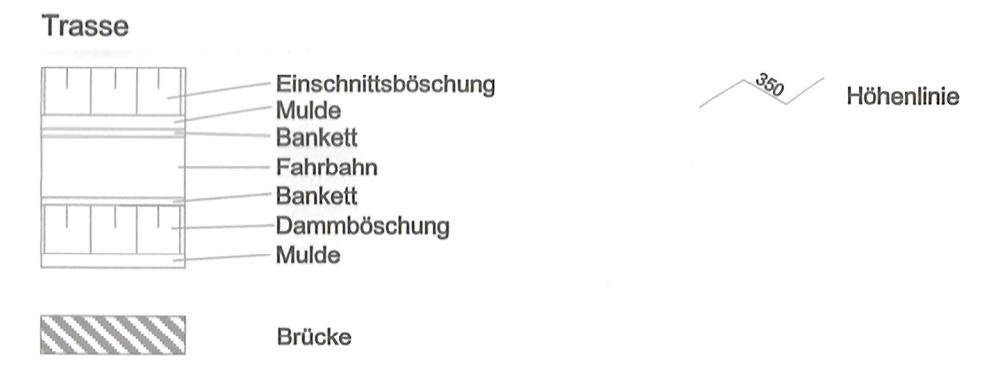 Trasse
Einschnittsböschung
Mulde
Bankett
Fahrbahn
Bankett
Dammböschung
Mulde
Brücke
350
Höhenlinie